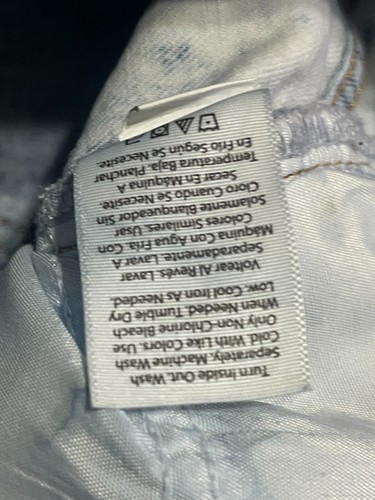 Turn Inside Out. Wash
Separately. Machine Wash
Cold. With Like Colors. Use
Only Non-Chlorine Bleach
When Needed. Tumble Dry
Low. Cool Iron As Needed.
Voltear Al Revés. Lavar
Separadamente. Lavar A
Máquina Con Agua Fría. Con
Colores Similares. Usar
Solamente Blanqueador Sin
Cloro Cuando Se Necesite.
Secar En Máquina A
Temperatura Baja. Planchar
En Frío Segun Se Necesite.